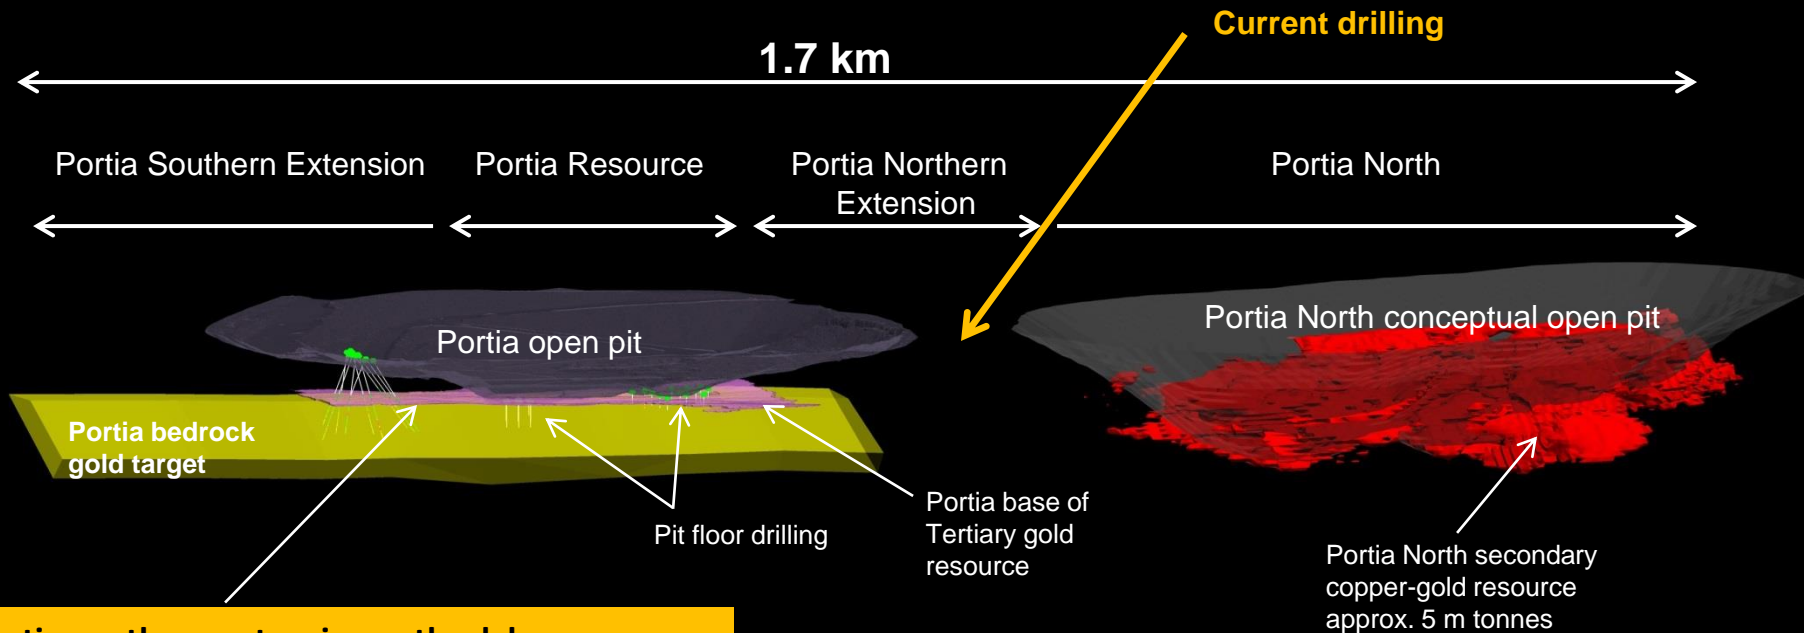 Current drilling
1.7 km
Portia Southern Extension
Portia Resource
Portia Northern
Extension
Portia North
Portia open pit
Portia North conceptual open pit
Portia bedrock
gold target
Pit floor drilling
Portia base of
Tertiary gold
resource
Portia North secondary
copper-gold resource
approx. 5 m tonnes